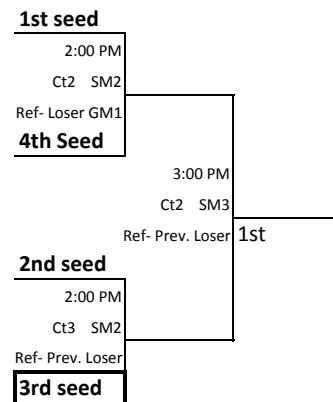 1st seed
2:00 PM
Ct2 SM2
Ref- Loser GM1
4th Seed
3:00 PM
Ct2 SM3
Ref- Prev. Loser
1st
2nd seed
2:00 PM
Ct3 SM2
Ref- Prev. Loser
3rd seed